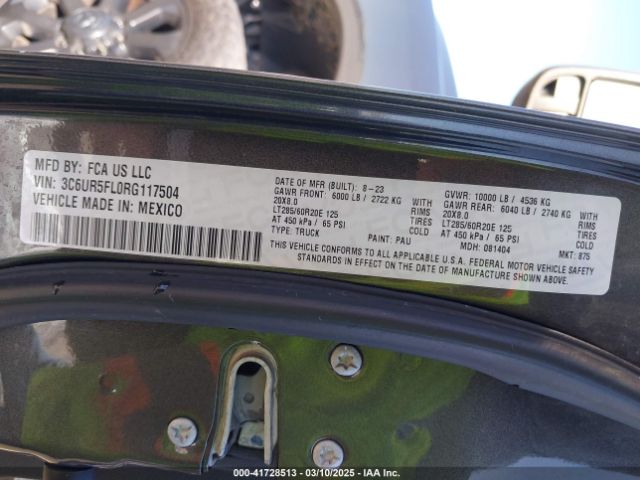 MFD BY: FCA US LLC
VIN: 3C6UR5FL0RG117504
VEHICLE MADE IN: MEXICO
DATE OF MFR (BUILT): 8-23 GVWR: 10000 LB / 4536 KG
GAWR FRONT: 6000 LB / 2722 KG GAWR REAR: 6040 LB / 2740 KG
20X8.0 RIMS 20X8.0 RIMS
LT285/60R20E 125 TIRES LT285/60R20E 125 TIRES
AT 450 kPa / 65 PSI COLD AT 450 kPa / 65 PSI COLD
TYPE: TRUCK PAINT: PAU MDH: 081404 MKT: 875
THIS VEHICLE CONFORMS TO ALL APPLICABLE U.S.A. FEDERAL MOTOR VEHICLE SAFETY
STANDARDS IN EFFECT ON THE DATE OF MANUFACTURE SHOWN ABOVE.
000-41728513 — 03/10/2025 — IAA Inc.